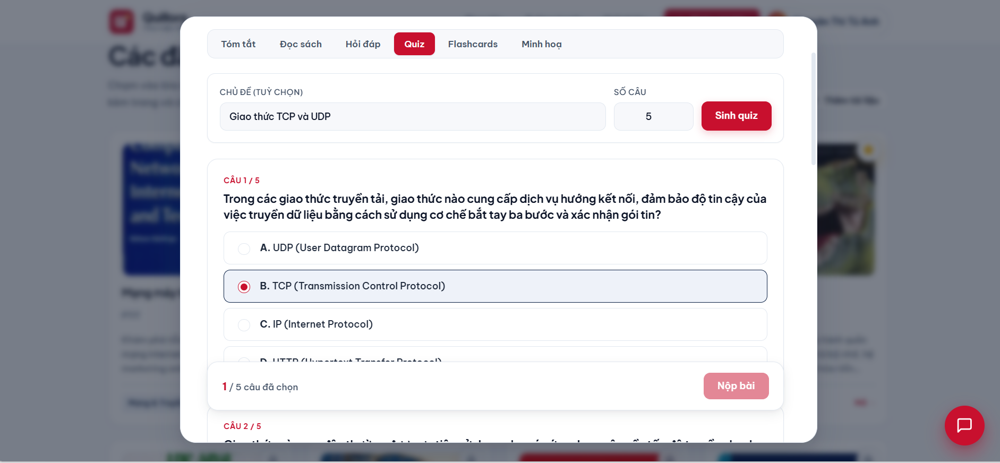 Tóm tắt
Đọc sách
Hỏi đáp
Quiz
Flashcards
Minh hoạ
CHỦ ĐỀ (TUỲ CHỌN)
SỐ CÂU
Giao thức TCP và UDP
5
Sinh quiz
CÂU 1 / 5
Trong các giao thức truyền tải, giao thức nào cung cấp dịch vụ hướng kết nối, đảm bảo độ tin cậy của
việc truyền dữ liệu bằng cách sử dụng cơ chế bắt tay ba bước và xác nhận gói tin?
A. UDP (User Datagram Protocol)
B. TCP (Transmission Control Protocol)
C. IP (Internet Protocol)
D. HTTP (Hypertext Transfer Protocol)
1 / 5 câu đã chọn
Nộp bài
CÂU 2 / 5
Các